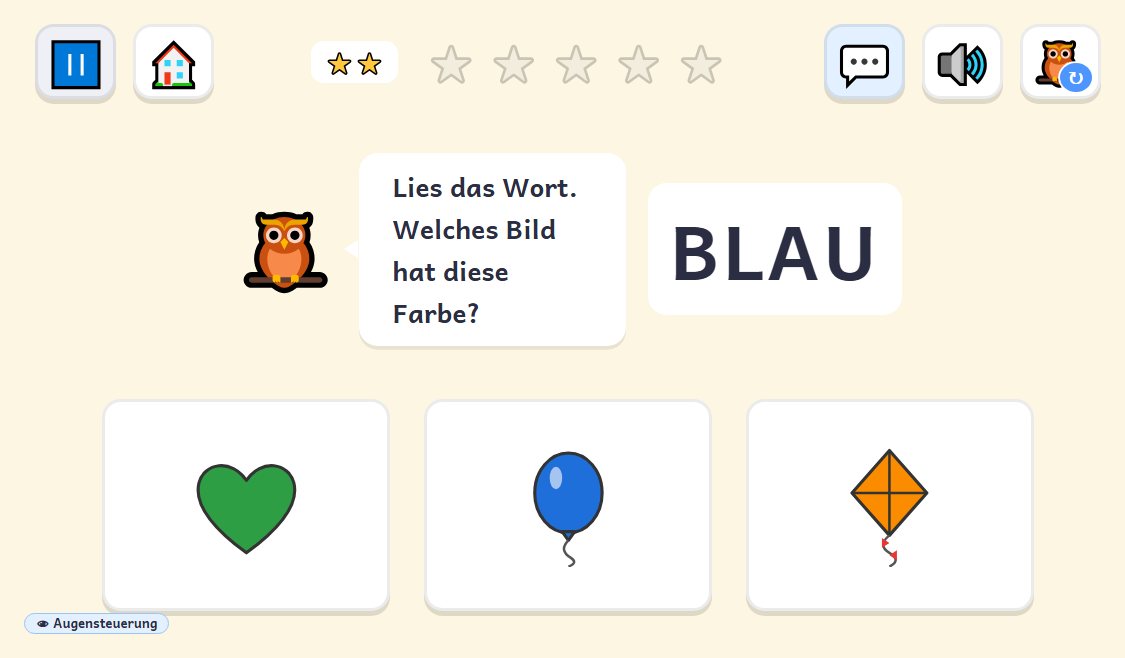 Lies das Wort.
Welches Bild
hat diese
Farbe?
BLAU
Augensteuerung